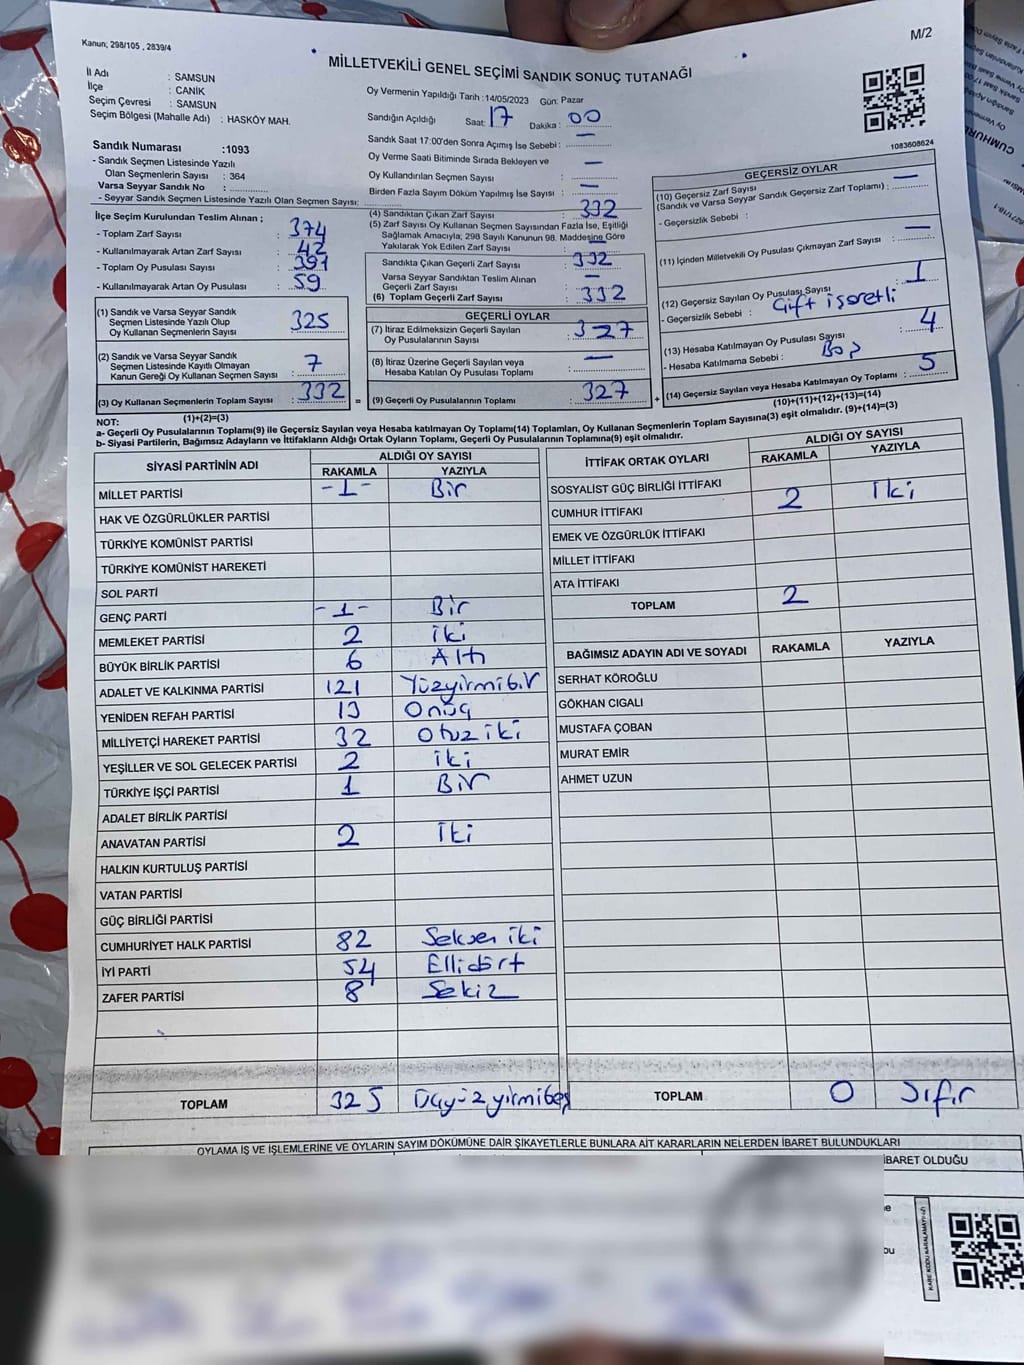 Kanun; 298/105 , 2839/4
M/2
MİLLETVEKİLİ GENEL SEÇİMİ SANDIK SONUÇ TUTANAĞI
İl Adı : SAMSUN
İlçe : CANİK
Seçim Çevresi : SAMSUN
Seçim Bölgesi (Mahalle Adı) : HASKÖY MAH.
Oy Vermenin Yapıldığı Tarih :14/05/2023 Gün: Pazar
Sandığın Açıldığı Saat: 17 Dakika : 00
Sandık Saat 17:00'den Sonra Açımış İse Sebebi : —
Oy Verme Saati Bitiminde Sırada Bekleyen ve
Oy Kullandırılan Seçmen Sayısı : —
Birden Fazla Sayım Döküm Yapılmış İse Sayısı : —
1083608624
Sandık Numarası :1093
- Sandık Seçmen Listesinde Yazılı
Olan Seçmenlerin Sayısı : 364
Varsa Seyyar Sandık No :
- Seyyar Sandık Seçmen Listesinde Yazılı Olan Seçmen Sayısı:
İlçe Seçim Kurulundan Teslim Alınan ;
- Toplam Zarf Sayısı : 374
- Kullanılmayarak Artan Zarf Sayısı : 42
- Toplam Oy Pusulası Sayısı : 391
- Kullanılmayarak Artan Oy Pusulası : 59
(1) Sandık ve Varsa Seyyar Sandık
Seçmen Listesinde Yazılı Olup
Oy Kullanan Seçmenlerin Sayısı : 325
(2) Sandık ve Varsa Seyyar Sandık
Seçmen Listesinde Kayıtlı Olmayan
Kanun Gereği Oy Kullanan Seçmen Sayısı : 7
(3) Oy Kullanan Seçmenlerin Toplam Sayısı : 332 =
(1)+(2)=(3)
(4) Sandıktan Çıkan Zarf Sayısı : 332
(5) Zarf Sayısı Oy Kullanan Seçmen Sayısından Fazla İse, Eşitliği
Sağlamak Amacıyla; 298 Sayılı Kanunun 98. Maddesine Göre
Yakılarak Yok Edilen Zarf Sayısı : —
Sandıkta Çıkan Geçerli Zarf Sayısı : 332
Varsa Seyyar Sandıktan Teslim Alınan
Geçerli Zarf Sayısı : —
(6) Toplam Geçerli Zarf Sayısı : 332
GEÇERLİ OYLAR
(7) İtiraz Edilmeksizin Geçerli Sayılan
Oy Pusulalarının Sayısı : 327
(8) İtiraz Üzerine Geçerli Sayılan veya
Hesaba Katılan Oy Pusulası Toplamı : —
(9) Geçerli Oy Pusulalarının Toplamı : 327 +
GEÇERSİZ OYLAR
(10) Geçersiz Zarf Sayısı
(Sandık ve Varsa Seyyar Sandık Geçersiz Zarf Toplamı) : —
- Geçersizlik Sebebi :
(11) İçinden Milletvekili Oy Pusulası Çıkmayan Zarf Sayısı : —
(12) Geçersiz Sayılan Oy Pusulası Sayısı : 1
- Geçersizlik Sebebi : Çift işaretli
(13) Hesaba Katılmayan Oy Pusulası Sayısı : 4
- Hesaba Katılmama Sebebi : Boş
(14) Geçersiz Sayılan veya Hesaba Katılmayan Oy Toplamı : 5
(10)+(11)+(12)+(13)=(14)
NOT:
a- Geçerli Oy Pusulalarının Toplamı(9) ile Geçersiz Sayılan veya Hesaba Katılmayan Oy Toplamı(14) Toplamları, Oy Kullanan Seçmenlerin Toplam Sayısına(3) eşit olmalıdır. (9)+(14)=(3)
b- Siyasi Partilerin, Bağımsız Adayların ve İttifakların Aldığı Ortak Oyların Toplamı, Geçerli Oy Pusulalarının Toplamına(9) eşit olmalıdır.
SİYASİ PARTİNİN ADI ALDIĞI OY SAYISI
RAKAMLA YAZIYLA
MİLLET PARTİSİ -1- Bir
HAK VE ÖZGÜRLÜKLER PARTİSİ
TÜRKİYE KOMÜNİST PARTİSİ
TÜRKİYE KOMÜNİST HAREKETİ
SOL PARTİ
GENÇ PARTİ -1- Bir
MEMLEKET PARTİSİ 2 iki
BÜYÜK BİRLİK PARTİSİ 6 Altı
ADALET VE KALKINMA PARTİSİ 121 Yüzyirmibir
YENİDEN REFAH PARTİSİ 13 Onüç
MİLLİYETÇİ HAREKET PARTİSİ 32 Otuz iki
YEŞİLLER VE SOL GELECEK PARTİSİ 2 iki
TÜRKİYE İŞÇİ PARTİSİ 1 Bir
ADALET BİRLİK PARTİSİ
ANAVATAN PARTİSİ 2 İki
HALKIN KURTULUŞ PARTİSİ
VATAN PARTİSİ
GÜÇ BİRLİĞİ PARTİSİ
CUMHURİYET HALK PARTİSİ 82 Seksen iki
İYİ PARTİ 54 Ellidört
ZAFER PARTİSİ 8 Sekiz
TOPLAM 325 Üçyüzyirmibeş
İTTİFAK ORTAK OYLARI ALDIĞI OY SAYISI
RAKAMLA YAZIYLA
SOSYALİST GÜÇ BİRLİĞİ İTTİFAKI
CUMHUR İTTİFAKI 2 İki
EMEK VE ÖZGÜRLÜK İTTİFAKI
MİLLET İTTİFAKI
ATA İTTİFAKI
TOPLAM 2
BAĞIMSIZ ADAYIN ADI VE SOYADI RAKAMLA YAZIYLA
SERHAT KÖROĞLU
GÖKHAN CIGALI
MUSTAFA ÇOBAN
MURAT EMİR
AHMET UZUN
TOPLAM 0 Sıfır
OYLAMA İŞ VE İŞLEMLERİNE VE OYLARIN SAYIM DÖKÜMÜNE DAİR ŞİKAYETLERLE BUNLARA AİT KARARLARIN NELERDEN İBARET BULUNDUKLARI
İBARET OLDUĞU